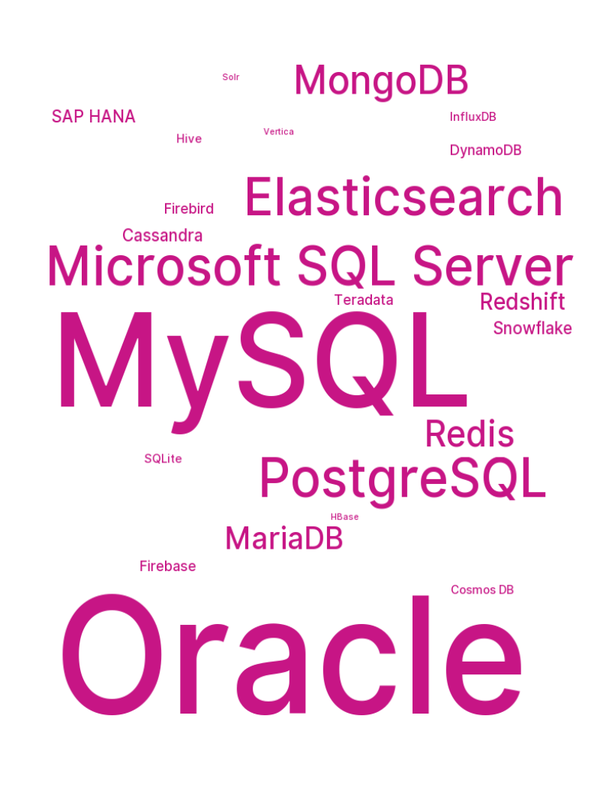 MongoDB
Solr
SAP HANA
InfluxDB
Vertica
Hive
DynamoDB
Elasticsearch
Firebird
Cassandra
Microsoft SQL Server
Teradata
Redshift
Snowflake
MySQL
Redis
SQLite
PostgreSQL
HBase
MariaDB
Firebase
Cosmos DB
Oracle